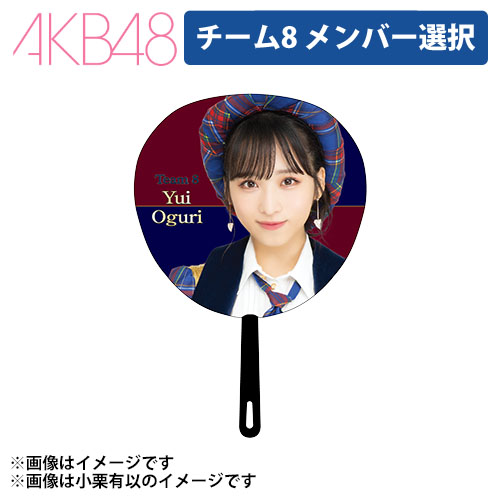 AKB48
チーム8 メンバー選択
Team 8
Yui
Oguri
※画像はイメージです
※画像は小栗有以のイメージです